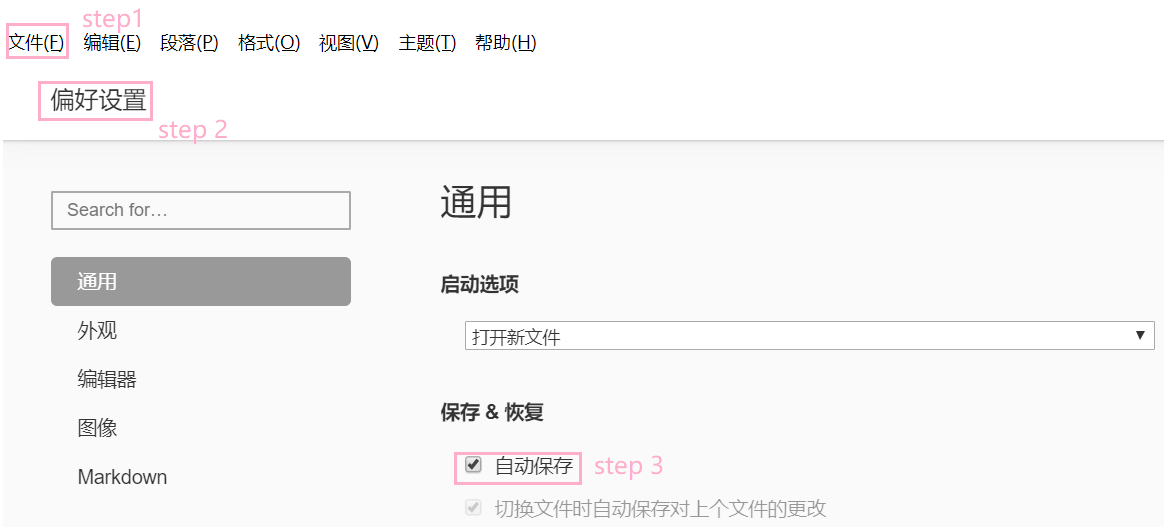 step1
文件(F) 编辑(E) 段落(P) 格式(O) 视图(V) 主题(T) 帮助(H)
偏好设置
step 2
Search for...
通用
外观
编辑器
图像
Markdown
通用
启动选项
打开新文件
保存 & 恢复
自动保存 step 3
切换文件时自动保存对上个文件的更改